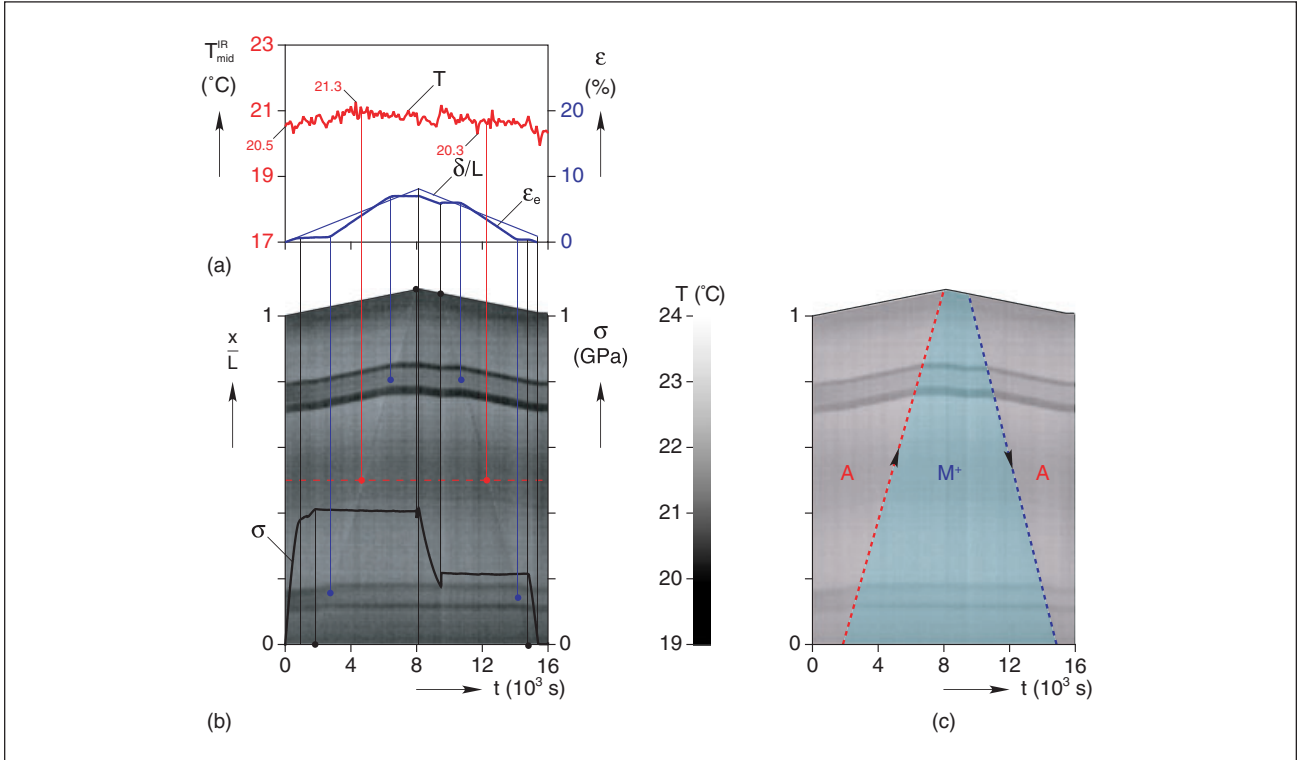 T^IR_mid
(°C)
23
21
19
17
21.3
20.5
T
20.3
δ/L
ε_e
ε
(%)
20
10
0
(a)
x/L
1
0
σ
σ
(GPa)
1
0
0 4 8 12 16
t (10³ s)
(b)
T (°C)
24
23
22
21
20
19
1
0
A M⁺ A
0 4 8 12 16
t (10³ s)
(c)